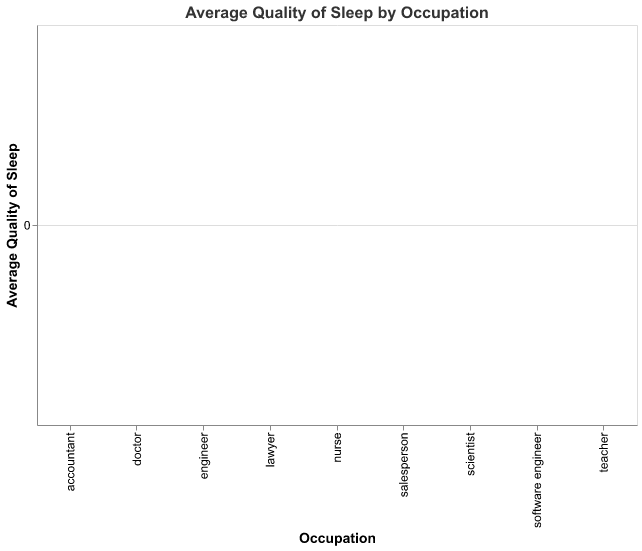 Average Quality of Sleep by Occupation
Average Quality of Sleep
0
accountant
doctor
engineer
lawyer
nurse
salesperson
scientist
software engineer
teacher
Occupation